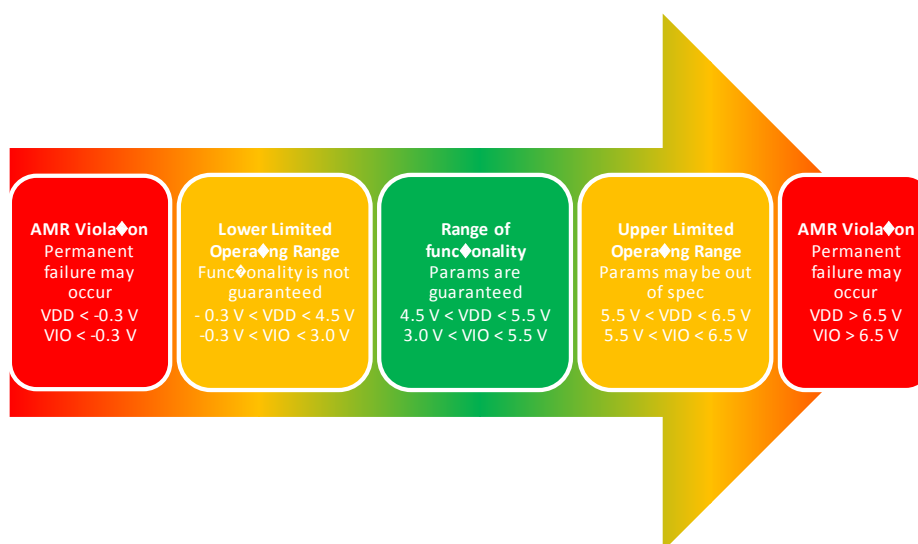 AMR Viola�on
Permanent
failure may
occur
VDD < -0.3 V
VIO < -0.3 V
Lower Limited
Opera�ng Range
Func�onality is not
guaranteed
- 0.3 V < VDD < 4.5 V
-0.3 V < VIO < 3.0 V
Range of
func�onality
Params are
guaranteed
4.5 V < VDD < 5.5 V
3.0 V < VIO < 5.5 V
Upper Limited
Opera�ng Range
Params may be out
of spec
5.5 V < VDD < 6.5 V
5.5 V < VIO < 6.5 V
AMR Viola�on
Permanent
failure may
occur
VDD > 6.5 V
VIO > 6.5 V